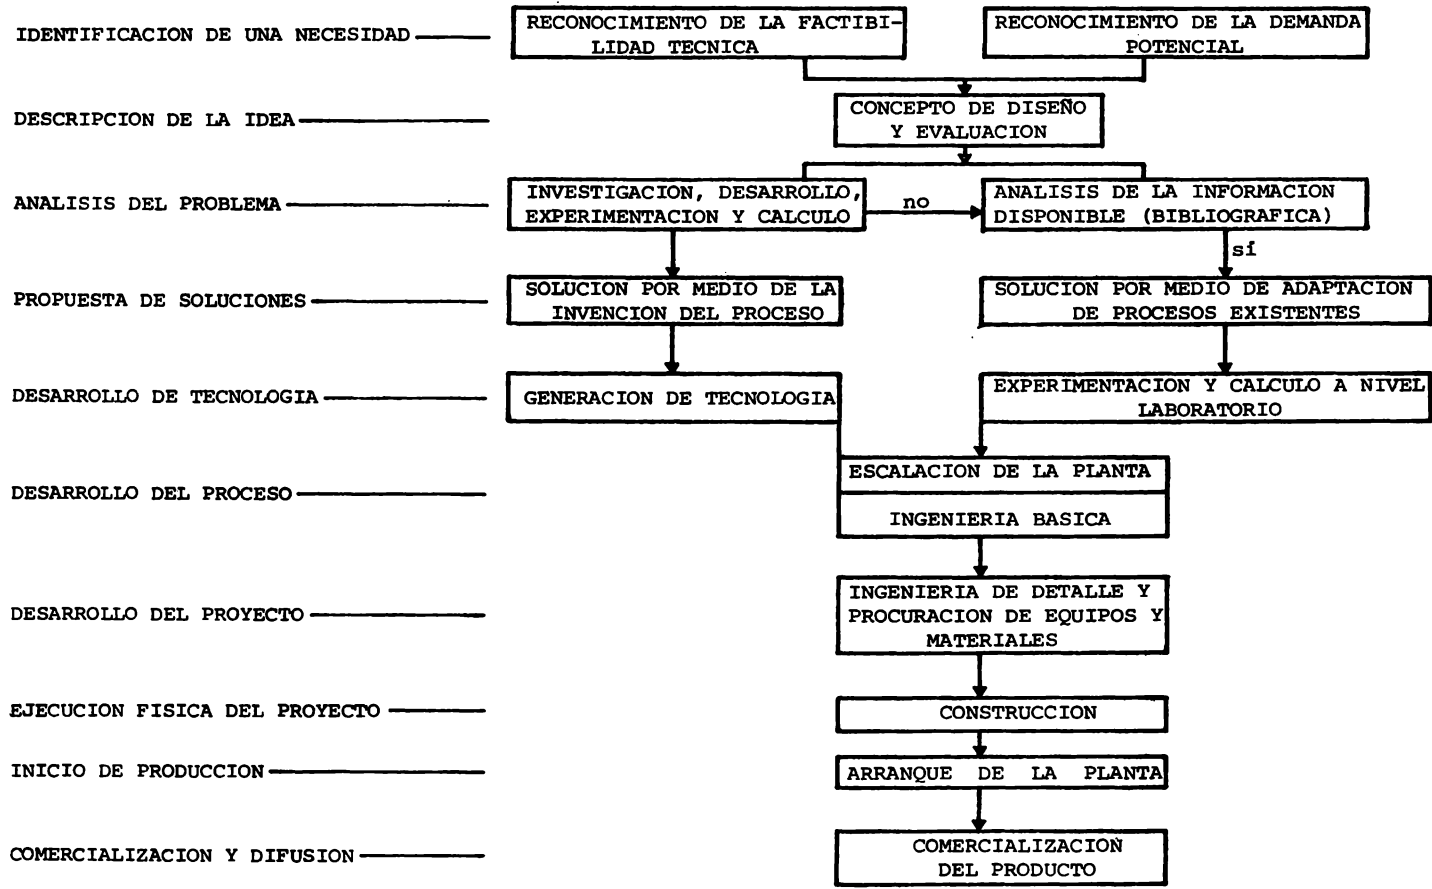 IDENTIFICACION DE UNA NECESIDAD
RECONOCIMIENTO DE LA FACTIBI-
LIDAD TECNICA
RECONOCIMIENTO DE LA DEMANDA
POTENCIAL
DESCRIPCION DE LA IDEA
CONCEPTO DE DISEÑO
Y EVALUACION
ANALISIS DEL PROBLEMA
INVESTIGACION, DESARROLLO,
EXPERIMENTACION Y CALCULO
no
ANALISIS DE LA INFORMACION
DISPONIBLE (BIBLIOGRAFICA)
sí
PROPUESTA DE SOLUCIONES
SOLUCION POR MEDIO DE LA
INVENCION DEL PROCESO
SOLUCION POR MEDIO DE ADAPTACION
DE PROCESOS EXISTENTES
DESARROLLO DE TECNOLOGIA
GENERACION DE TECNOLOGIA
EXPERIMENTACION Y CALCULO A NIVEL
LABORATORIO
DESARROLLO DEL PROCESO
ESCALACION DE LA PLANTA
INGENIERIA BASICA
DESARROLLO DEL PROYECTO
INGENIERIA DE DETALLE Y
PROCURACION DE EQUIPOS Y
MATERIALES
EJECUCION FISICA DEL PROYECTO
CONSTRUCCION
INICIO DE PRODUCCION
ARRANQUE DE LA PLANTA
COMERCIALIZACION Y DIFUSION
COMERCIALIZACION
DEL PRODUCTO